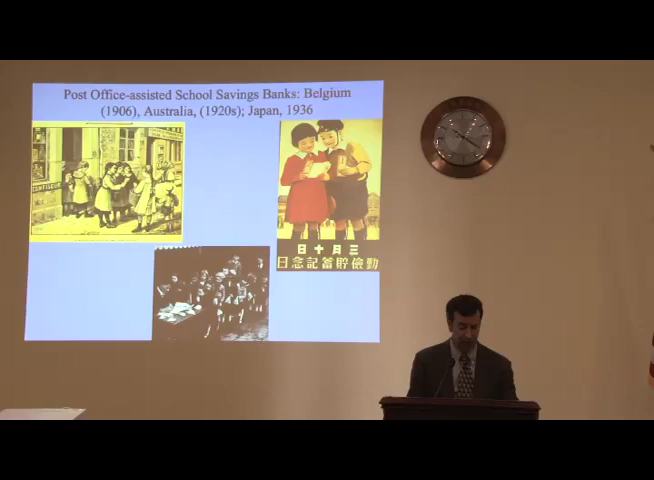 Post Office-assisted School Savings Banks: Belgium
(1906), Australia, (1920s); Japan, 1936
日十月三
日念記蓄貯儉勤